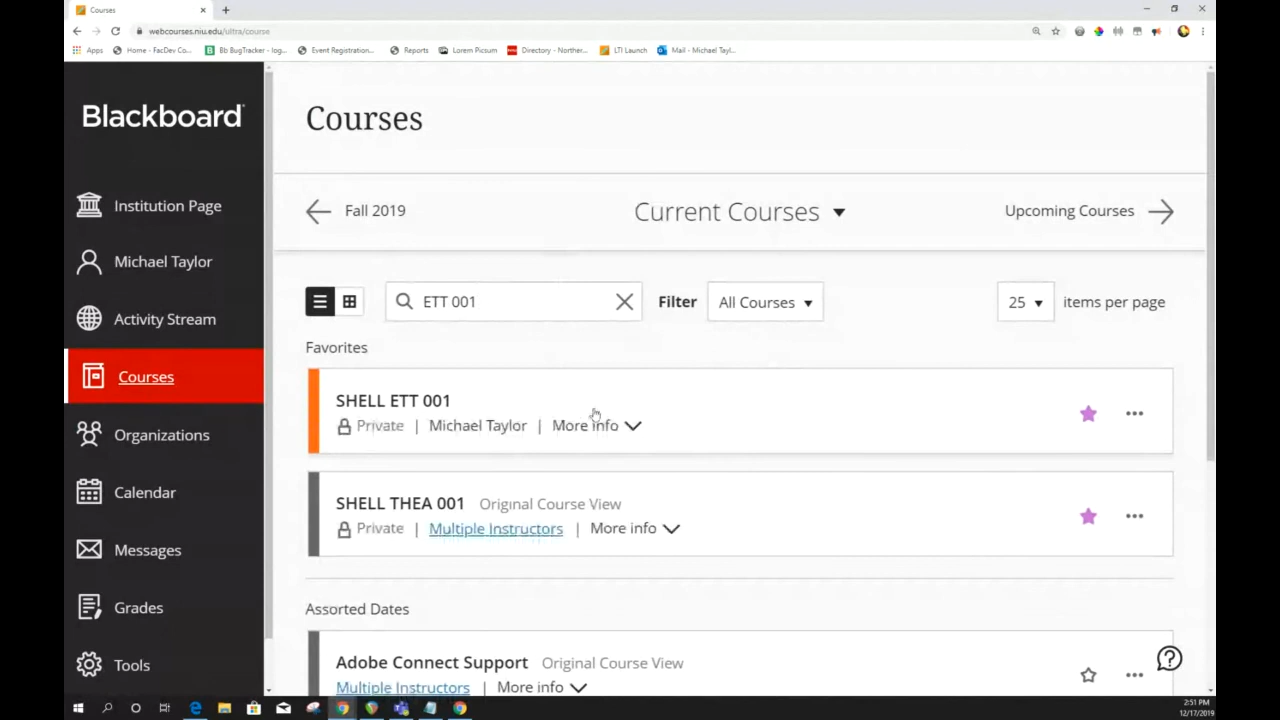 Courses
webcourses.niu.edu/ultra/course
Apps Home - FacDev Co... Bb BugTracker - log... Event Registration... Reports Lorem Picsum Directory - Norther... LTI Launch Mail - Michael Tayl...
Blackboard
Institution Page
Michael Taylor
Activity Stream
Courses
Organizations
Calendar
Messages
Grades
Tools
Courses
Fall 2019 Current Courses Upcoming Courses
ETT 001 Filter All Courses 25 items per page
Favorites
SHELL ETT 001
Private | Michael Taylor | More info
SHELL THEA 001 Original Course View
Private | Multiple Instructors | More info
Assorted Dates
Adobe Connect Support Original Course View
Multiple Instructors | More info
2:51 PM
12/17/2019